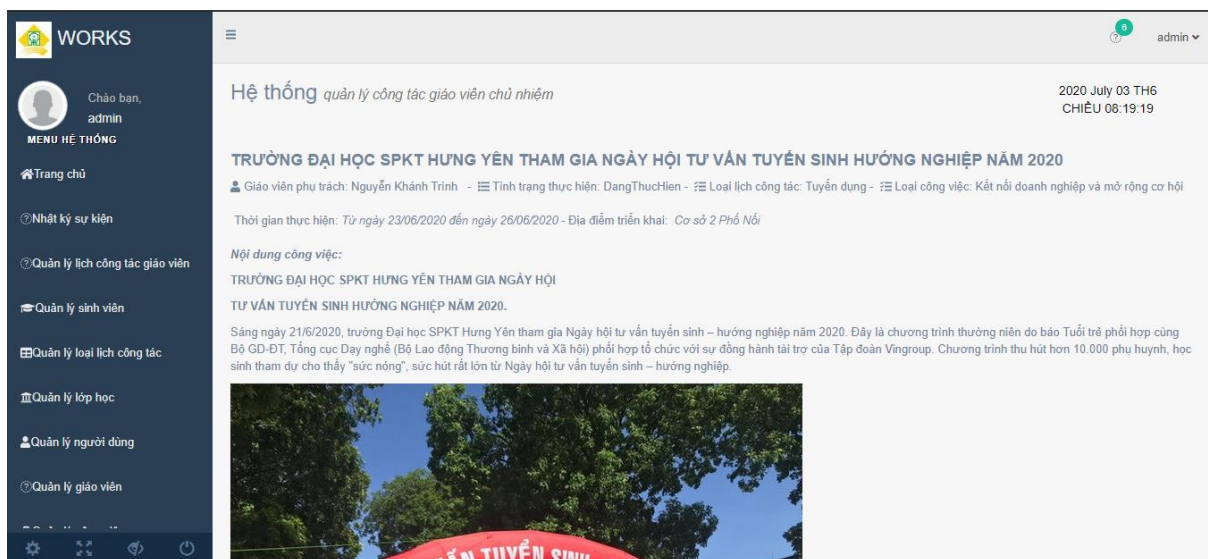 WORKS
6
admin
Chào bạn,
admin
MENU HỆ THỐNG
Trang chủ
Nhật ký sự kiện
Quản lý lịch công tác giáo viên
Quản lý sinh viên
Quản lý loại lịch công tác
Quản lý lớp học
Quản lý người dùng
Quản lý giáo viên
Hệ thống quản lý công tác giáo viên chủ nhiệm
2020 July 03 TH6
CHIỀU 08:19:19
TRƯỜNG ĐẠI HỌC SPKT HƯNG YÊN THAM GIA NGÀY HỘI TƯ VẤN TUYỂN SINH HƯỚNG NGHIỆP NĂM 2020
Giáo viên phụ trách: Nguyễn Khánh Trình - Tình trạng thực hiện: DangThucHien - Loại lịch công tác: Tuyển dụng - Loại công việc: Kết nối doanh nghiệp và mở rộng cơ hội
Thời gian thực hiện: Từ ngày 23/06/2020 đến ngày 26/06/2020 - Địa điểm triển khai: Cơ sở 2 Phố Nối
Nội dung công việc:
TRƯỜNG ĐẠI HỌC SPKT HƯNG YÊN THAM GIA NGÀY HỘI
TƯ VẤN TUYỂN SINH HƯỚNG NGHIỆP NĂM 2020.
Sáng ngày 21/6/2020, trường Đại học SPKT Hưng Yên tham gia Ngày hội tư vấn tuyển sinh – hướng nghiệp năm 2020. Đây là chương trình thường niên do báo Tuổi trẻ phối hợp cùng
Bộ GD-ĐT, Tổng cục Dạy nghề (Bộ Lao động Thương binh và Xã hội) phối hợp tổ chức với sự đồng hành tài trợ của Tập đoàn Vingroup. Chương trình thu hút hơn 10.000 phụ huynh, học
sinh tham dự cho thấy "sức nóng", sức hút rất lớn từ Ngày hội tư vấn tuyển sinh – hướng nghiệp.
VẤN TUYỂN SINH